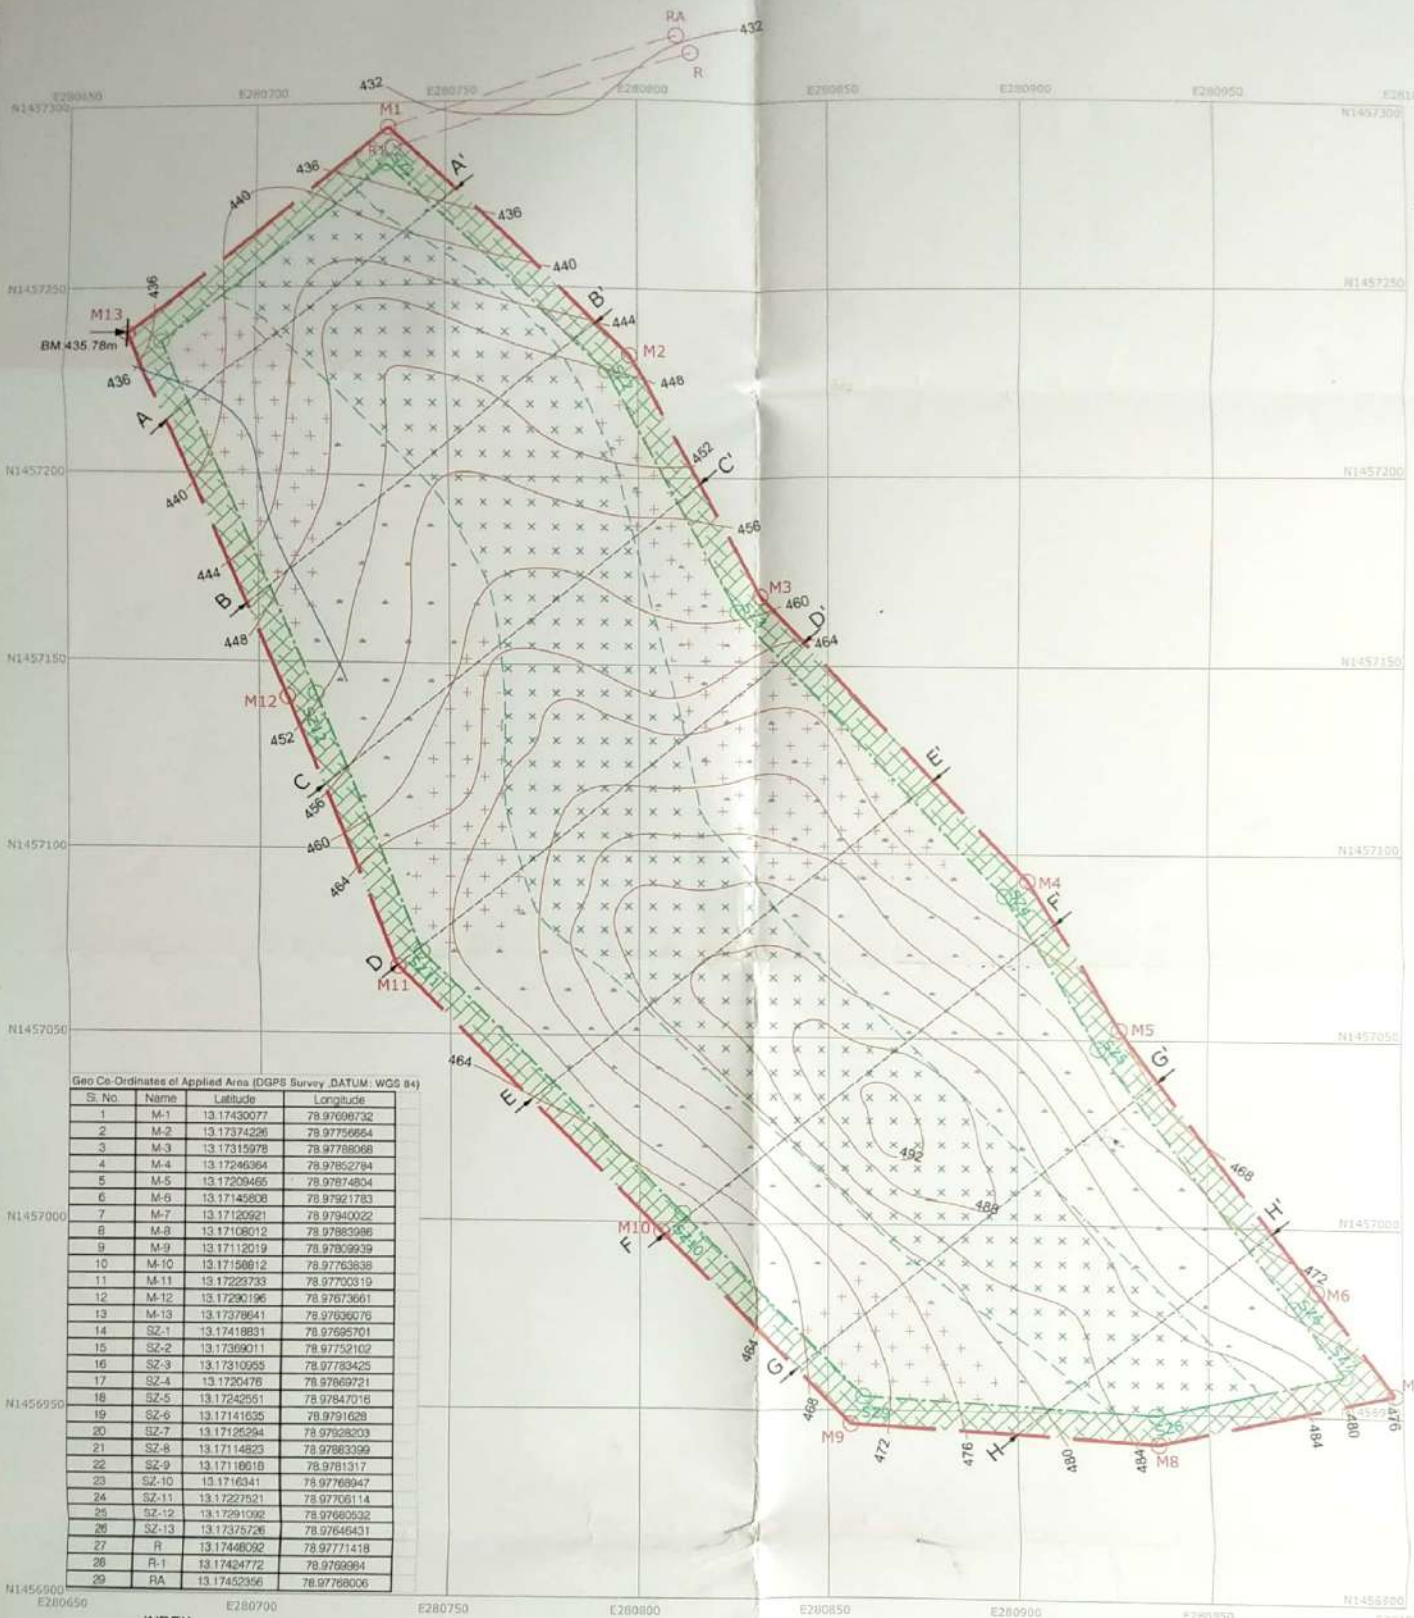 RA
432
R
432
E280650 E280700 E280750 E280800 E280850 E280900 E280950
N1457300 M1 N1457300
A'
436
440
436
440
N1457250 N1457250
436
B'
M13
444
BM 435.78m
M2
436
448
A
452
C'
N1457200 N1457200
440
456
444
M3
B
460
D'
448
464
N1457150 N1457150
M12
452
E'
C
456
460
N1457100 N1457100
464
M4
F'
D
M11
SZ11
N1457050 M5 N1457050
464
G'
E
492
468
488
H'
N1457000 N1457000
M10
SZ10
F
472
M6
464
G
468
N1456950
SZ9
M9
472
476
H
480
484
SZ8
M8
484
480
476
Geo Co-Ordinates of Applied Area (DGPS Survey ,DATUM: WGS 84)
Sl. No. Name Latitude Longitude
1 M-1 13.17430077 78.97698732
2 M-2 13.17374226 78.97756664
3 M-3 13.17315978 78.97788068
4 M-4 13.17246364 78.97852784
5 M-5 13.17209465 78.97874804
6 M-6 13.17145808 78.97921783
7 M-7 13.17120921 78.97940022
8 M-8 13.17108012 78.97883986
9 M-9 13.17112019 78.97809939
10 M-10 13.17158812 78.97763838
11 M-11 13.17223733 78.97700319
12 M-12 13.17290196 78.97673661
13 M-13 13.17378641 78.97636076
14 SZ-1 13.17418831 78.97695701
15 SZ-2 13.17369011 78.97752102
16 SZ-3 13.17310955 78.97783425
17 SZ-4 13.1720476 78.97869721
18 SZ-5 13.17242551 78.97847016
19 SZ-6 13.17141635 78.9791628
20 SZ-7 13.17125294 78.97928203
21 SZ-8 13.17114823 78.97883399
22 SZ-9 13.17118618 78.9781317
23 SZ-10 13.1716341 78.97768947
24 SZ-11 13.17227521 78.97706114
25 SZ-12 13.17291092 78.97680532
26 SZ-13 13.17375726 78.97646431
27 R 13.17448092 78.97771418
28 R-1 13.17424772 78.9769984
29 RA 13.17452356 78.97768006
N1456900 N1456900
E280650 E280700 E280750 E280800 E280850 E280900 E280950